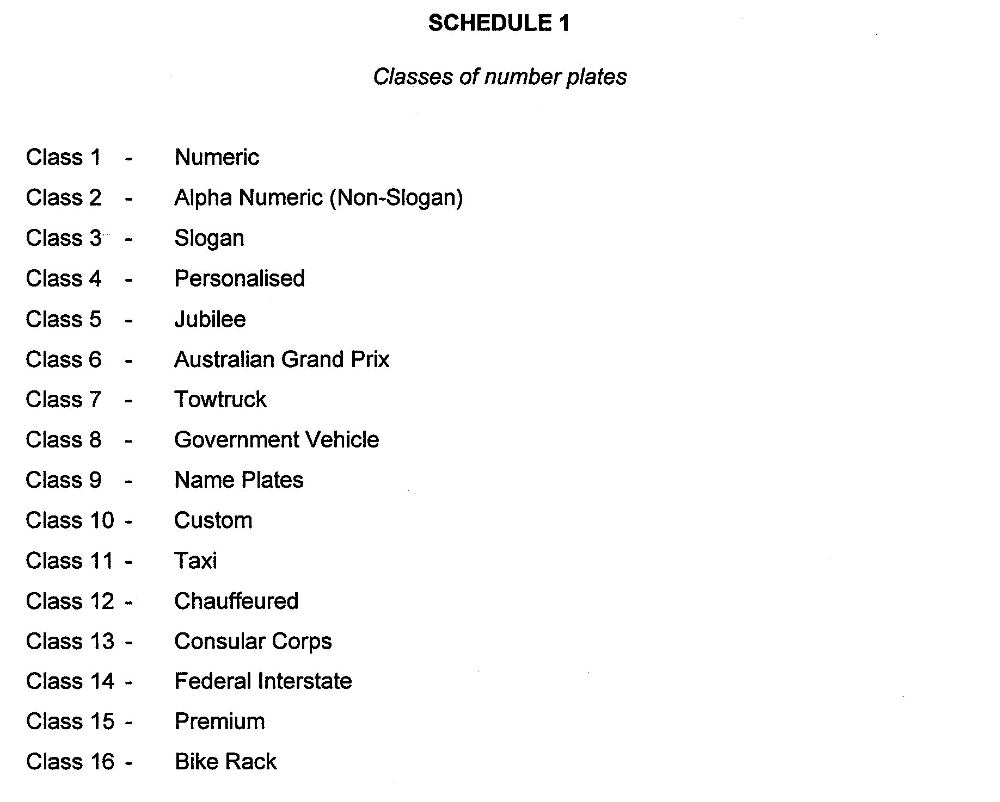 SCHEDULE 1
Classes of number plates
Class 1 - Numeric
Class 2 - Alpha Numeric (Non-Slogan)
Class 3 - Slogan
Class 4 - Personalised
Class 5 - Jubilee
Class 6 - Australian Grand Prix
Class 7 - Towtruck
Class 8 - Government Vehicle
Class 9 - Name Plates
Class 10 - Custom
Class 11 - Taxi
Class 12 - Chauffeured
Class 13 - Consular Corps
Class 14 - Federal Interstate
Class 15 - Premium
Class 16 - Bike Rack